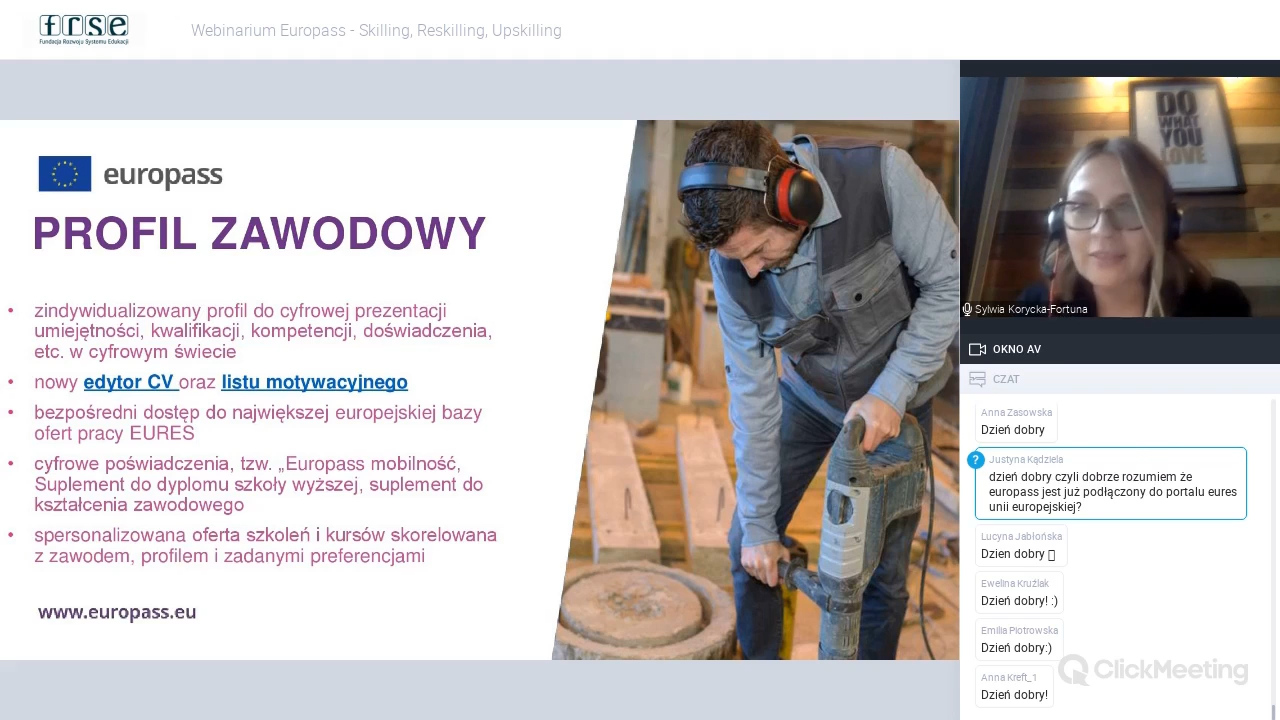 frse
Fundacja Rozwoju Systemu Edukacji
Webinarium Europass - Skilling, Reskilling, Upskilling
europass
PROFIL ZAWODOWY
• zindywidualizowany profil do cyfrowej prezentacji
umiejętności, kwalifikacji, kompetencji, doświadczenia,
etc. w cyfrowym świecie
• nowy edytor CV oraz listu motywacyjnego
• bezpośredni dostęp do największej europejskiej bazy
ofert pracy EURES
• cyfrowe poświadczenia, tzw. „Europass mobilność,
Suplement do dyplomu szkoły wyższej, suplement do
kształcenia zawodowego
• spersonalizowana oferta szkoleń i kursów skorelowana
z zawodem, profilem i zadanymi preferencjami
www.europass.eu
DO
WHAT
YOU
LOVE
Sylwia Korycka-Fortuna
OKNO AV
CZAT
Anna Zasowska
Dzień dobry
?
Justyna Kądziela
dzień dobry czyli dobrze rozumiem że
europass jest już podłączony do portalu eures
unii europejskiej?
Lucyna Jabłońska
Dzien dobry
Ewelina Kruźlak
Dzień dobry! :)
Emilia Piotrowska
Dzień dobry:)
Anna Kreft_1
Dzień dobry!
ClickMeeting